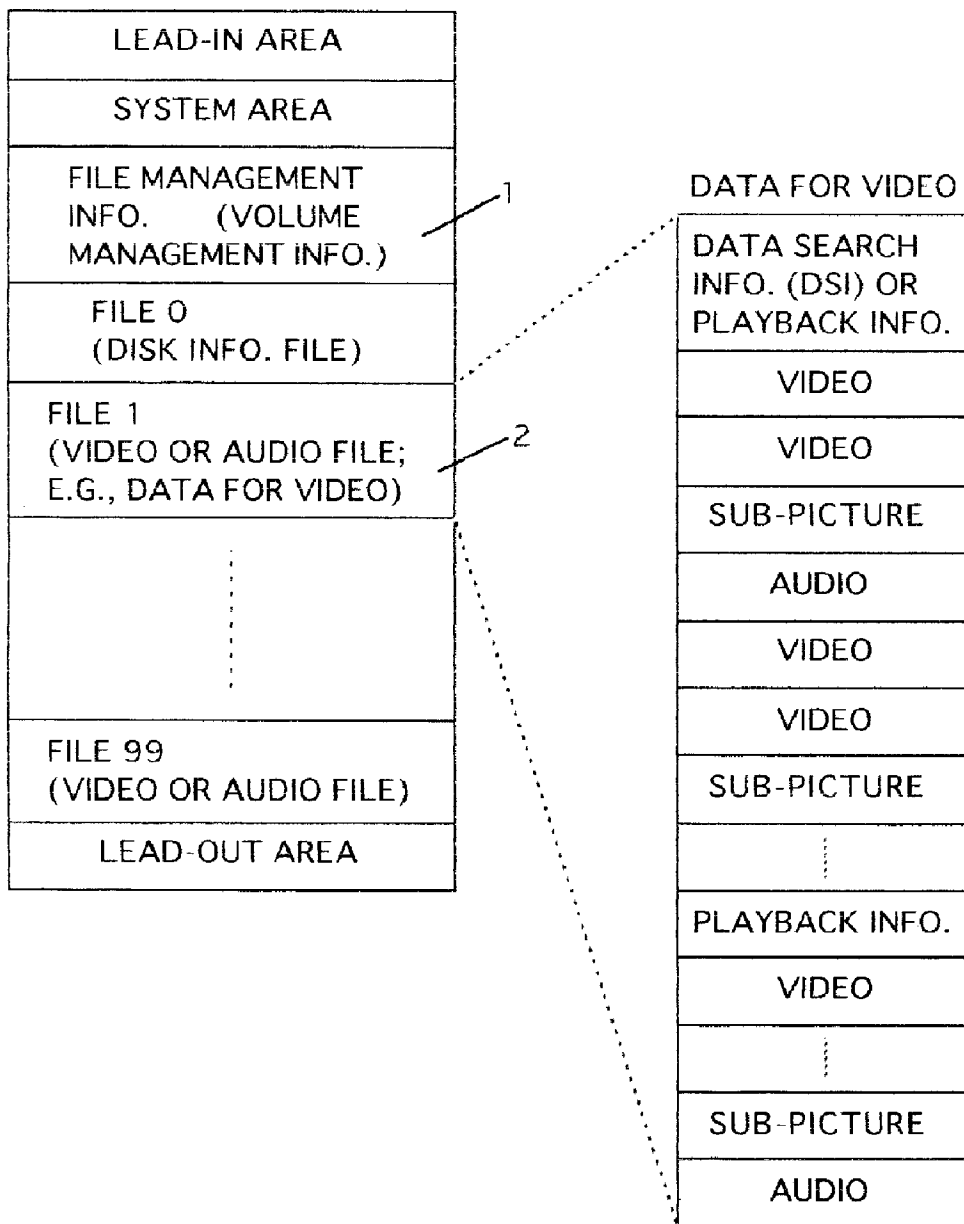 LEAD-IN AREA
SYSTEM AREA
FILE MANAGEMENT
INFO. (VOLUME
MANAGEMENT INFO.)
1
FILE 0
(DISK INFO. FILE)
FILE 1
(VIDEO OR AUDIO FILE;
E.G., DATA FOR VIDEO)
2
FILE 99
(VIDEO OR AUDIO FILE)
LEAD-OUT AREA
DATA FOR VIDEO
DATA SEARCH
INFO. (DSI) OR
PLAYBACK INFO.
VIDEO
VIDEO
SUB-PICTURE
AUDIO
VIDEO
VIDEO
SUB-PICTURE
PLAYBACK INFO.
VIDEO
SUB-PICTURE
AUDIO